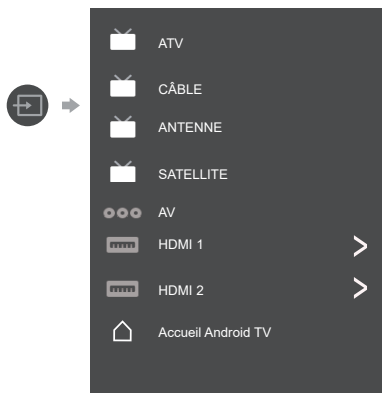 ATV
CÂBLE
ANTENNE
SATELLITE
AV
HDMI 1
HDMI 2
Accueil Android TV